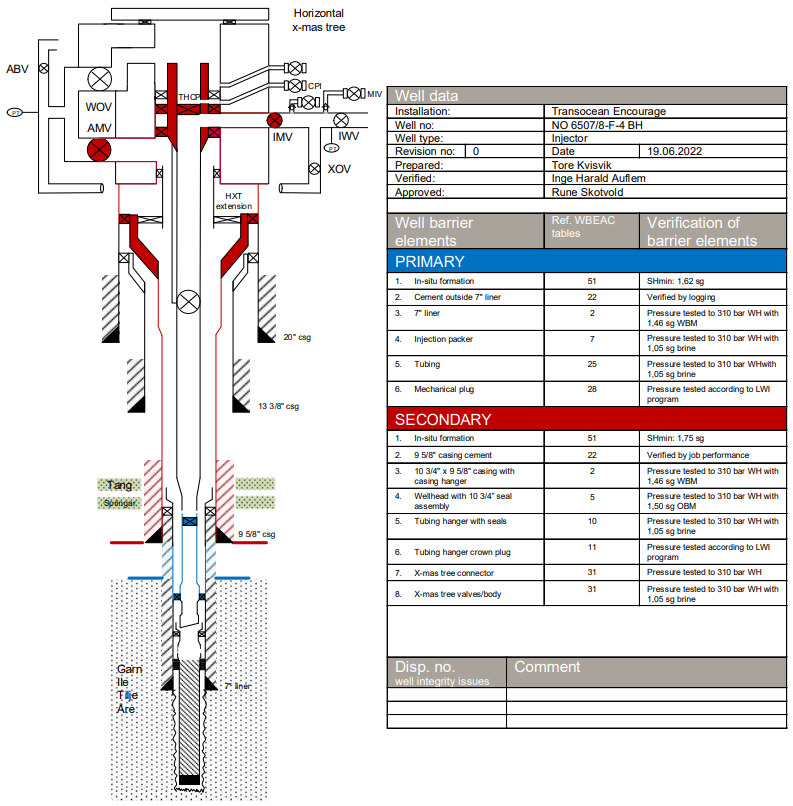 Horizontal
x-mas tree
ABV
PT
WOV
AMV
THCP
CPI
MIV
IMV
IWV
PT
XOV
HXT
extension
20" csg
13 3/8" csg
Tang
Springar
9 5/8" csg
Garn
Ile
Tilje
Åre:
7" liner
Well data
Installation: Transocean Encourage
Well no: NO 6507/8-F-4 BH
Well type: Injector
Revision no: 0 Date 19.06.2022
Prepared: Tore Kvisvik
Verified: Inge Harald Auflem
Approved: Rune Skotvold
Well barrier
elements
Ref. WBEAC
tables
Verification of
barrier elements
PRIMARY
1. In-situ formation 51 SHmin: 1,62 sg
2. Cement outside 7" liner 22 Verified by logging
3. 7" liner 2 Pressure tested to 310 bar WH with
1,46 sg WBM
4. Injection packer 7 Pressure tested to 310 bar WH with
1,05 sg brine
5. Tubing 25 Pressure tested to 310 bar WHwith
1,05 sg brine
6. Mechanical plug 28 Pressure tested according to LWI
program
SECONDARY
1. In-situ formation 51 SHmin: 1,75 sg
2. 9 5/8" casing cement 22 Verified by job performance
3. 10 3/4" x 9 5/8" casing with
casing hanger
2 Pressure tested to 310 bar WH with
1,46 sg WBM
4. Wellhead with 10 3/4" seal
assembly
5 Pressure tested to 310 bar WH with
1,50 sg OBM
5. Tubing hanger with seals 10 Pressure tested to 310 bar WH with
1,05 sg brine
6. Tubing hanger crown plug 11 Pressure tested according to LWI
program
7. X-mas tree connector 31 Pressure tested to 310 bar WH
8. X-mas tree valves/body 31 Pressure tested to 310 bar WH with
1,05 sg brine
Disp. no.
well integrity issues
Comment